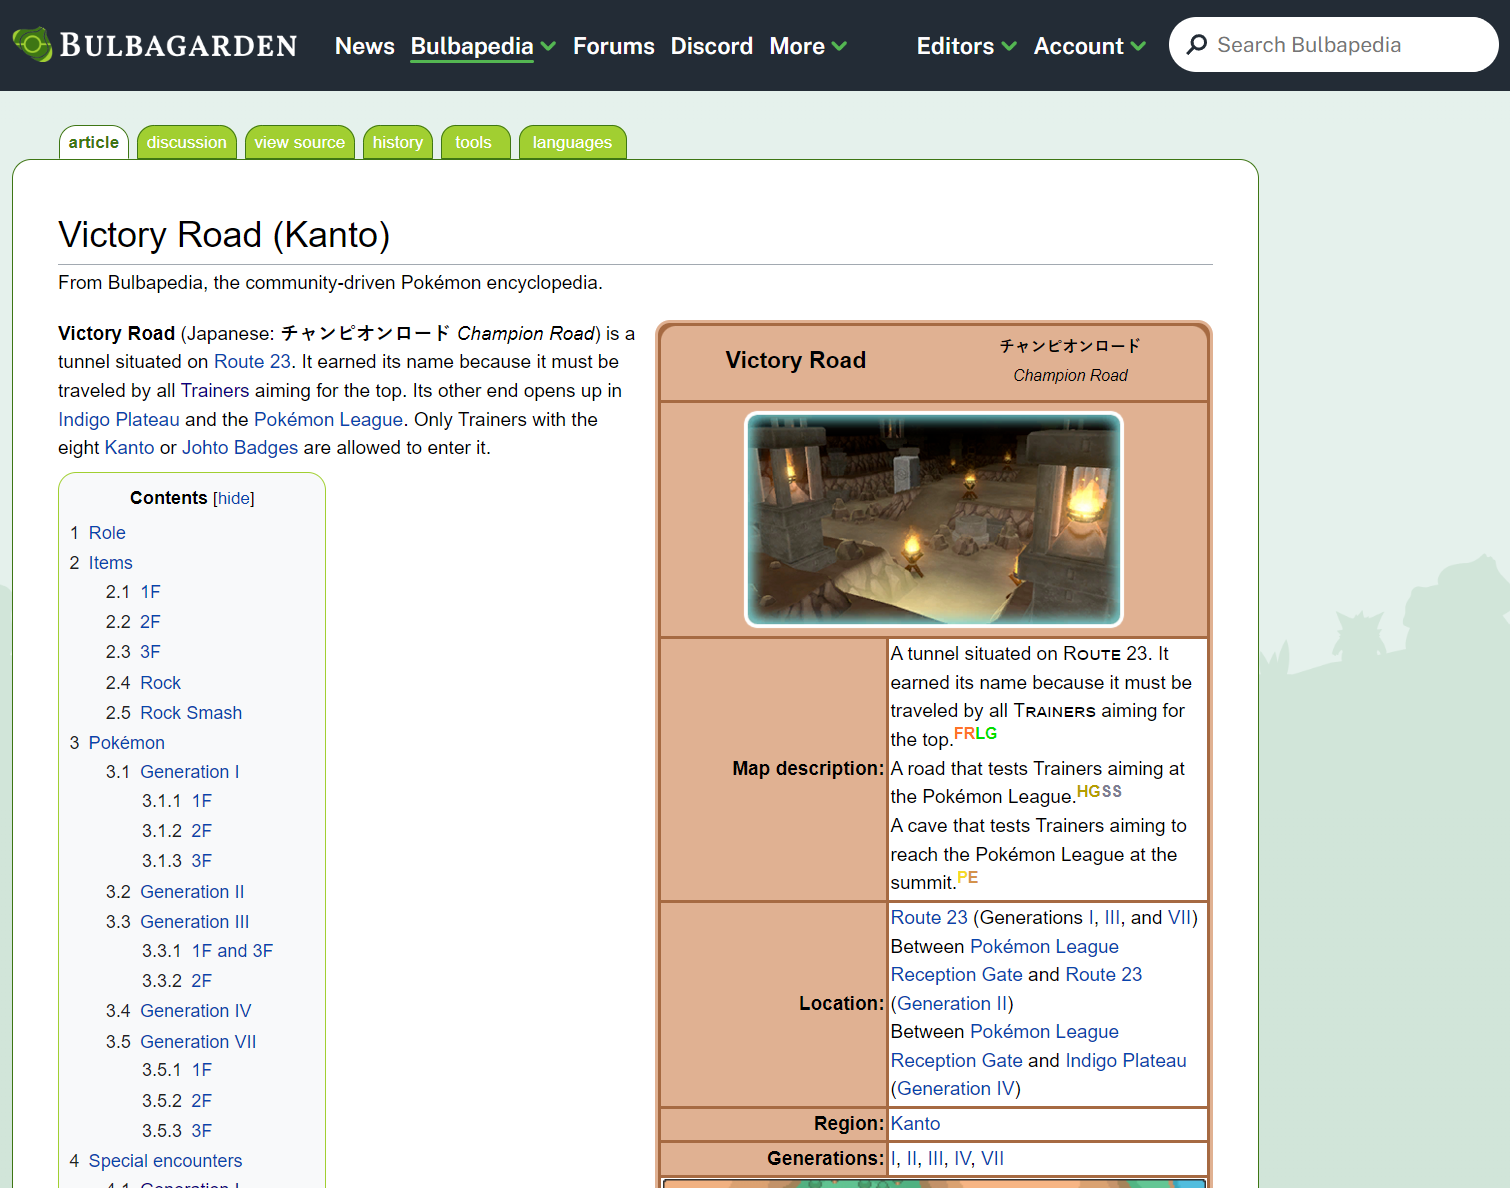 BULBAGARDEN
News Bulbapedia Forums Discord More Editors Account Search Bulbapedia
article discussion view source history tools languages
Victory Road (Kanto)
From Bulbapedia, the community-driven Pokémon encyclopedia.
Victory Road (Japanese: チャンピオンロード Champion Road) is a
tunnel situated on Route 23. It earned its name because it must be
traveled by all Trainers aiming for the top. Its other end opens up in
Indigo Plateau and the Pokémon League. Only Trainers with the
eight Kanto or Johto Badges are allowed to enter it.
Contents [hide]
1 Role
2 Items
2.1 1F
2.2 2F
2.3 3F
2.4 Rock
2.5 Rock Smash
3 Pokémon
3.1 Generation I
3.1.1 1F
3.1.2 2F
3.1.3 3F
3.2 Generation II
3.3 Generation III
3.3.1 1F and 3F
3.3.2 2F
3.4 Generation IV
3.5 Generation VII
3.5.1 1F
3.5.2 2F
3.5.3 3F
4 Special encounters
4.1 Generation I
Victory Road
チャンピオンロード
Champion Road
Map description:
A tunnel situated on ROUTE 23. It
earned its name because it must be
traveled by all TRAINERS aiming for
the top.FRLG
A road that tests Trainers aiming at
the Pokémon League.HGSS
A cave that tests Trainers aiming to
reach the Pokémon League at the
summit.PE
Location:
Route 23 (Generations I, III, and VII)
Between Pokémon League
Reception Gate and Route 23
(Generation II)
Between Pokémon League
Reception Gate and Indigo Plateau
(Generation IV)
Region: Kanto
Generations: I, II, III, IV, VII